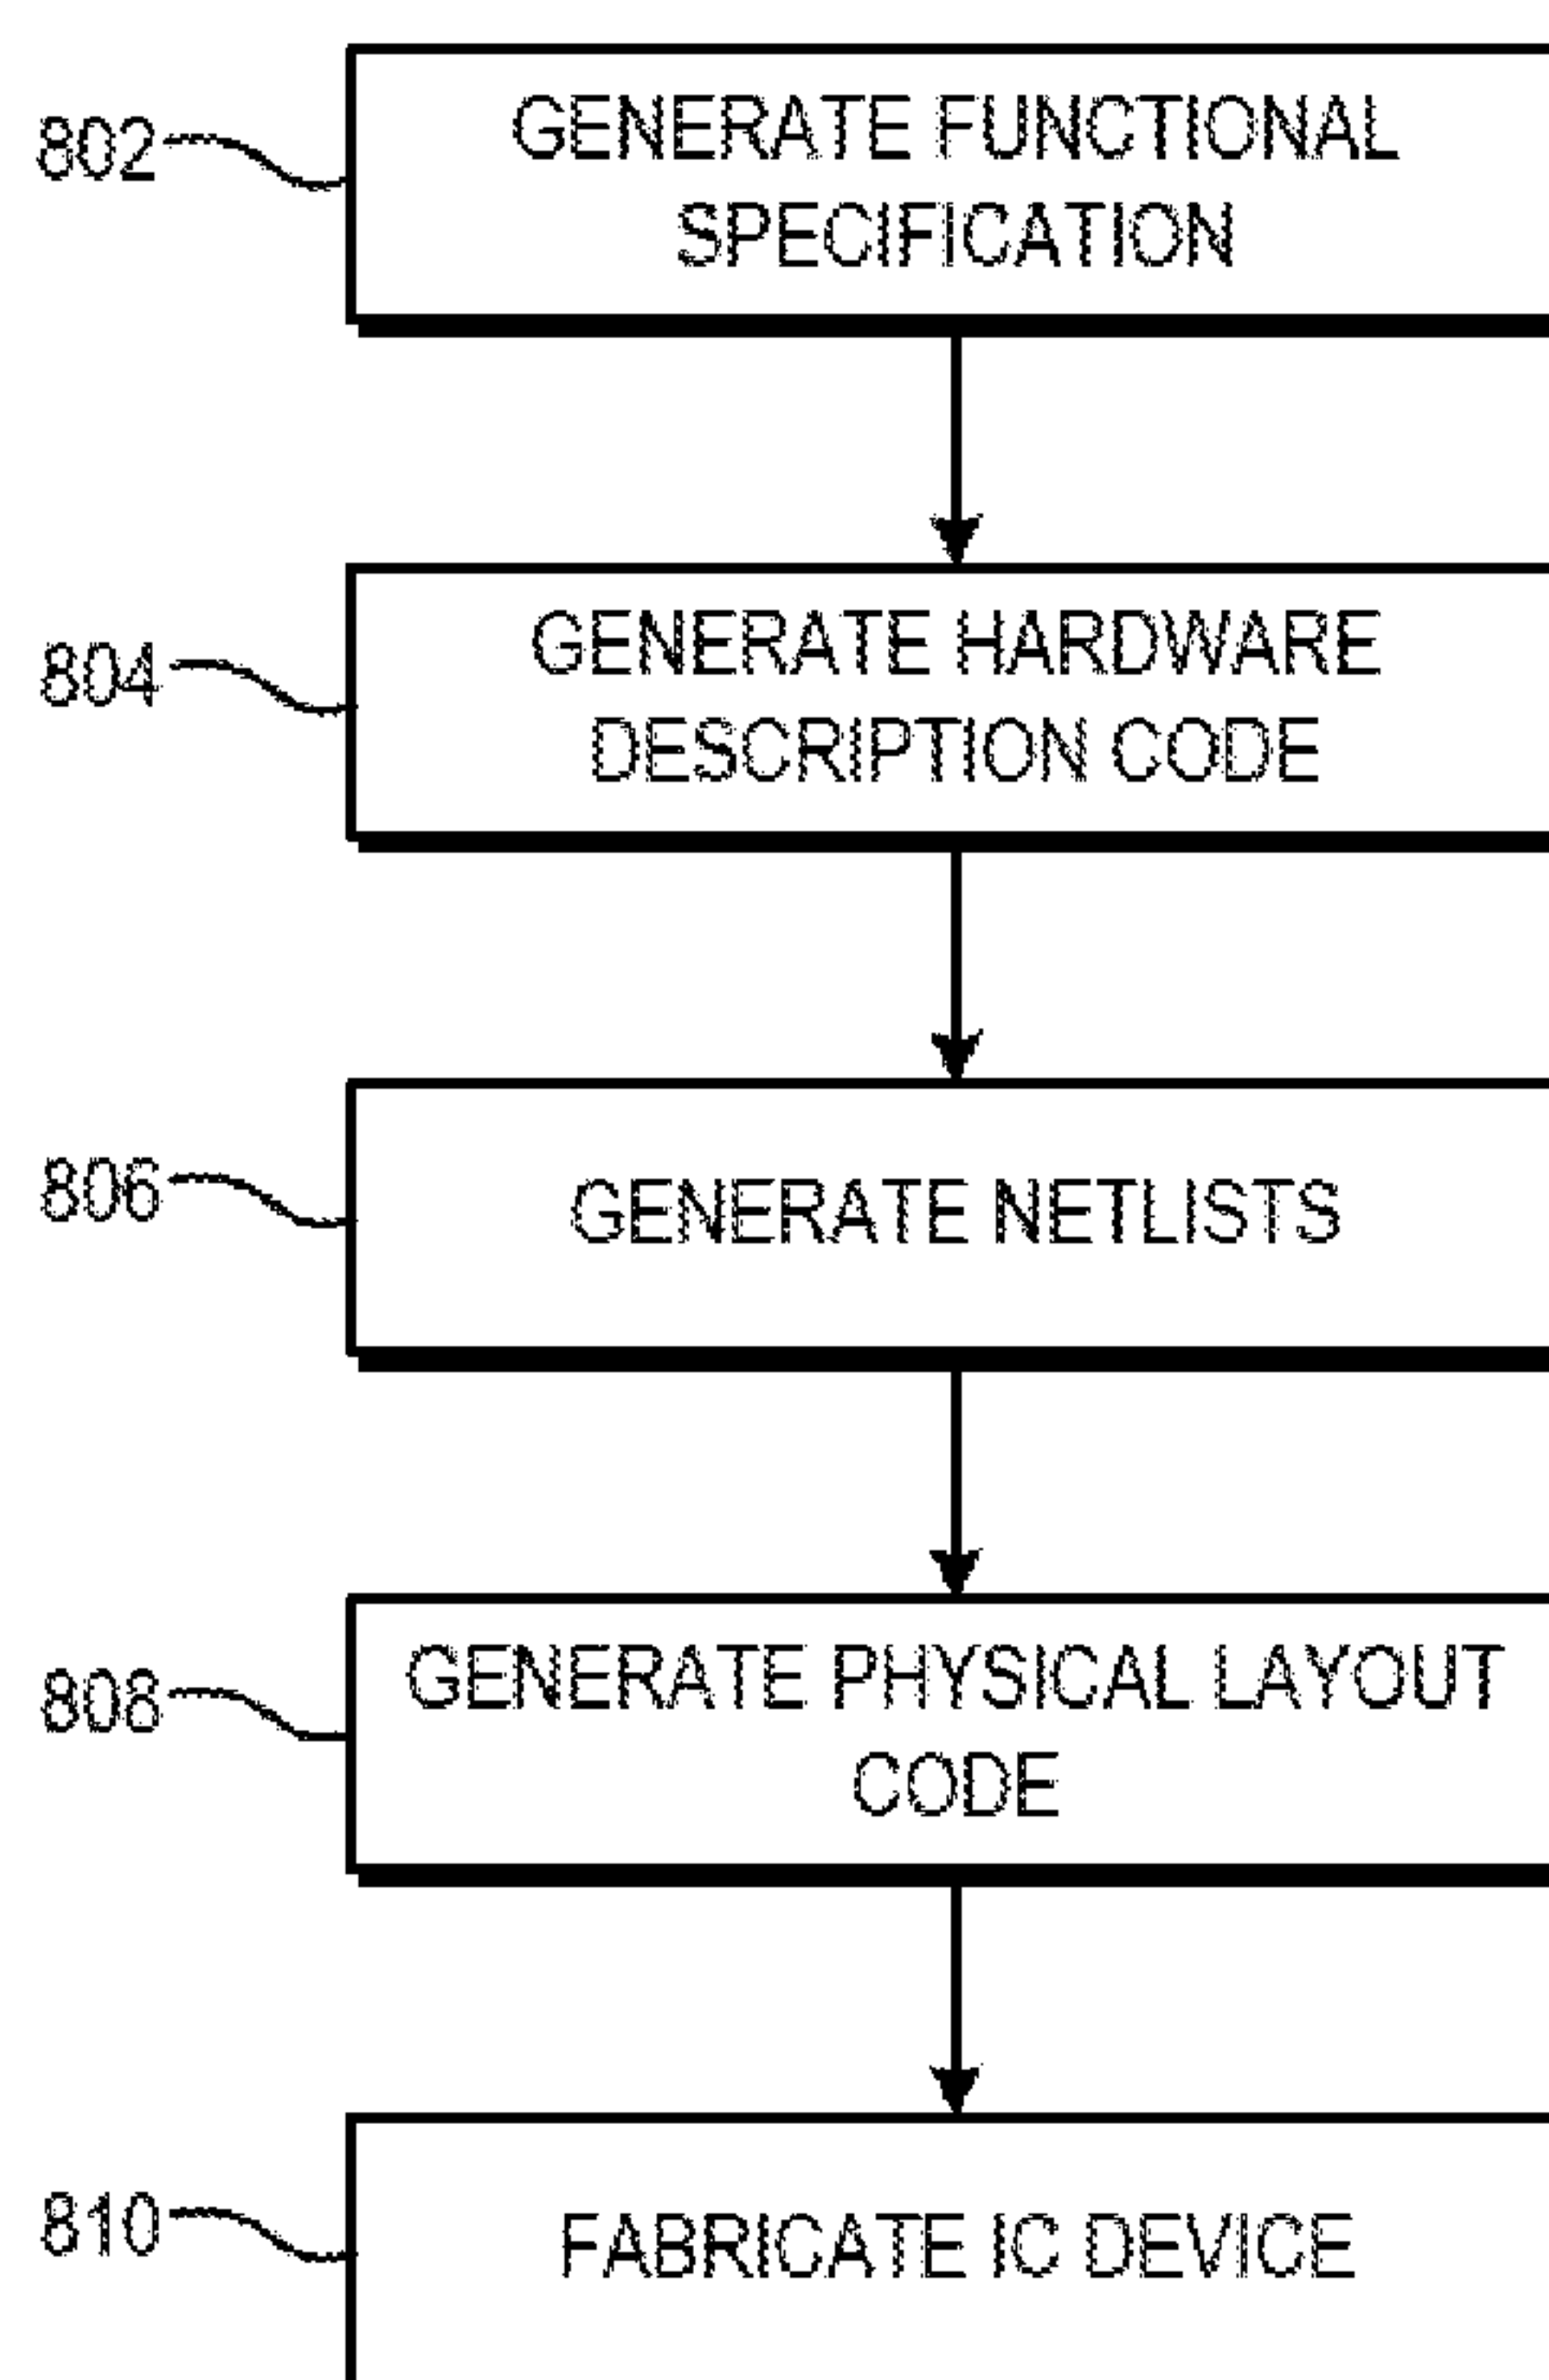 802
GENERATE FUNCTIONAL
SPECIFICATION
804
GENERATE HARDWARE
DESCRIPTION CODE
806
GENERATE NETLISTS
808
GENERATE PHYSICAL LAYOUT
CODE
810
FABRICATE IC DEVICE